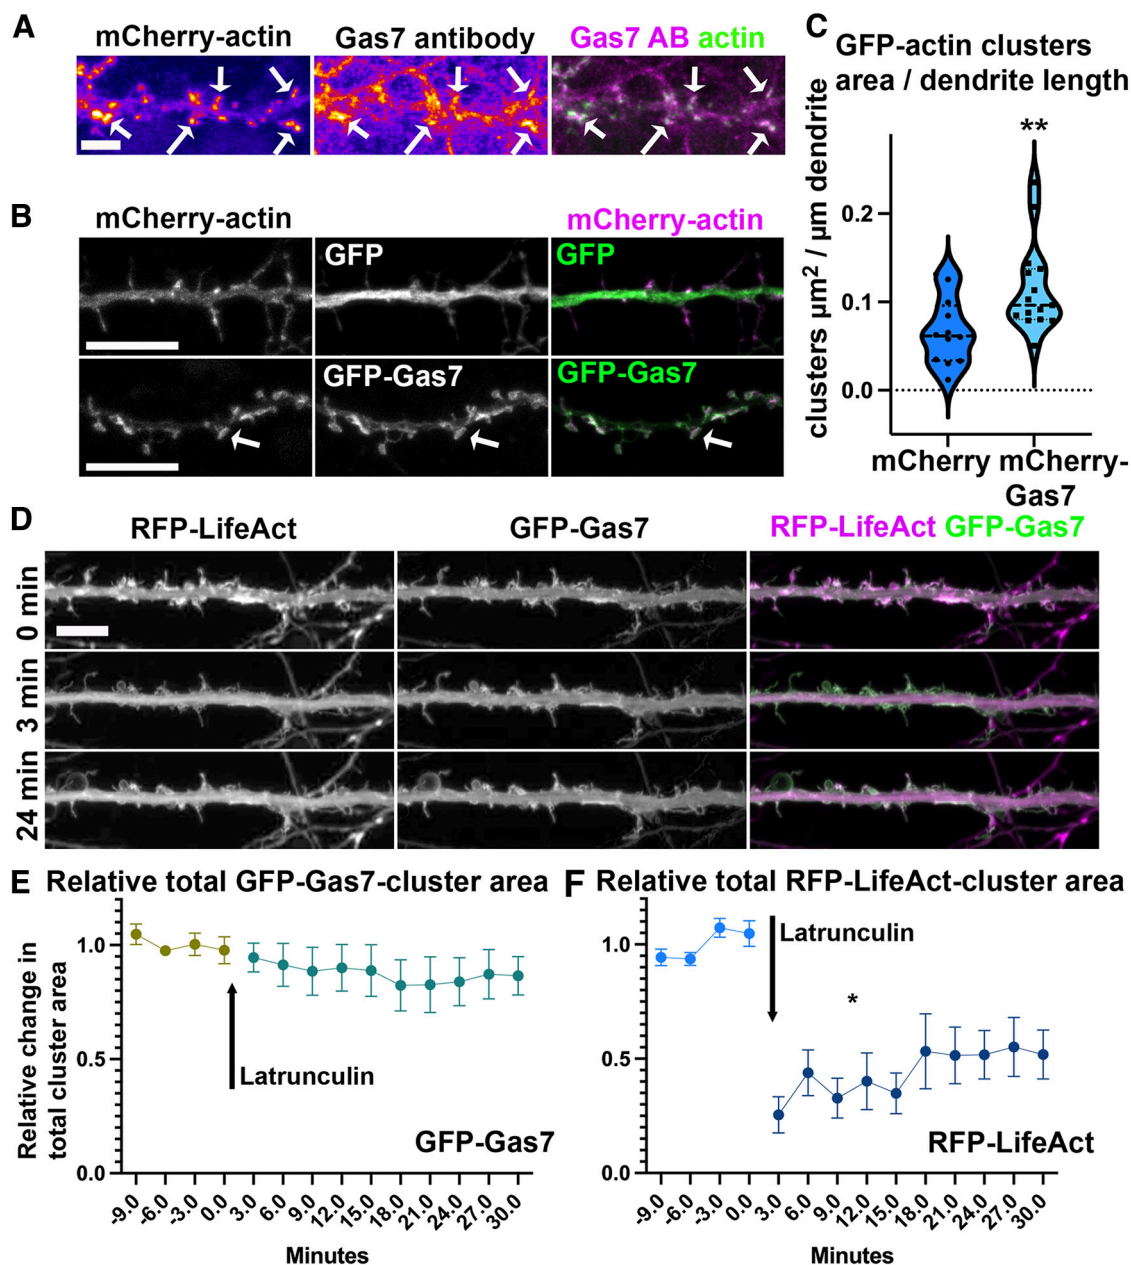 A
mCherry-actin
Gas7 antibody
Gas7 AB actin
B
mCherry-actin
mCherry-actin
GFP
GFP
GFP-Gas7
GFP-Gas7
C
GFP-actin clusters
area / dendrite length
clusters µm² / µm dendrite
**
0.2
0.1
0.0
mCherry
mCherry-
Gas7
D
RFP-LifeAct
GFP-Gas7
RFP-LifeAct GFP-Gas7
0 min
3 min
24 min
E Relative total GFP-Gas7-cluster area
Relative change in
total cluster area
1.0
0.5
0.0
Latrunculin
GFP-Gas7
-9.0 -6.0 -3.0 0.0 3.0 6.0 9.0 12.0 15.0 18.0 21.0 24.0 27.0 30.0
Minutes
F Relative total RFP-LifeAct-cluster area
1.0
0.5
0.0
Latrunculin
*
RFP-LifeAct
-9.0 -6.0 -3.0 0.0 3.0 6.0 9.0 12.0 15.0 18.0 21.0 24.0 27.0 30.0
Minutes